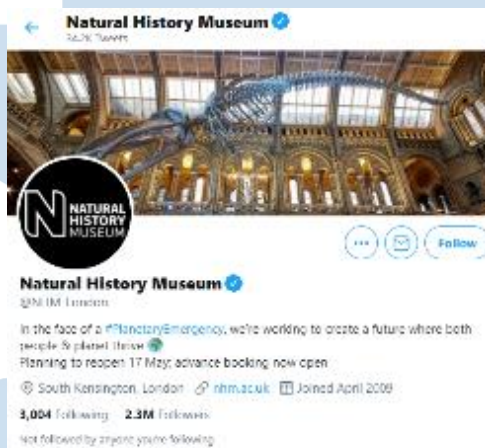 Natural History Museum
Tweets
NATURAL
HISTORY
MUSEUM
Follow
Natural History Museum
@NHM_London
In the face of a #PlanetaryEmergency, we're working to create a future where both
people & planet thrive
Planning to reopen 17 May; advance booking now open
South Kensington, London nhm.ac.uk Joined April 2009
3,004 Following 2.3M Followers
Not followed by anyone you're following